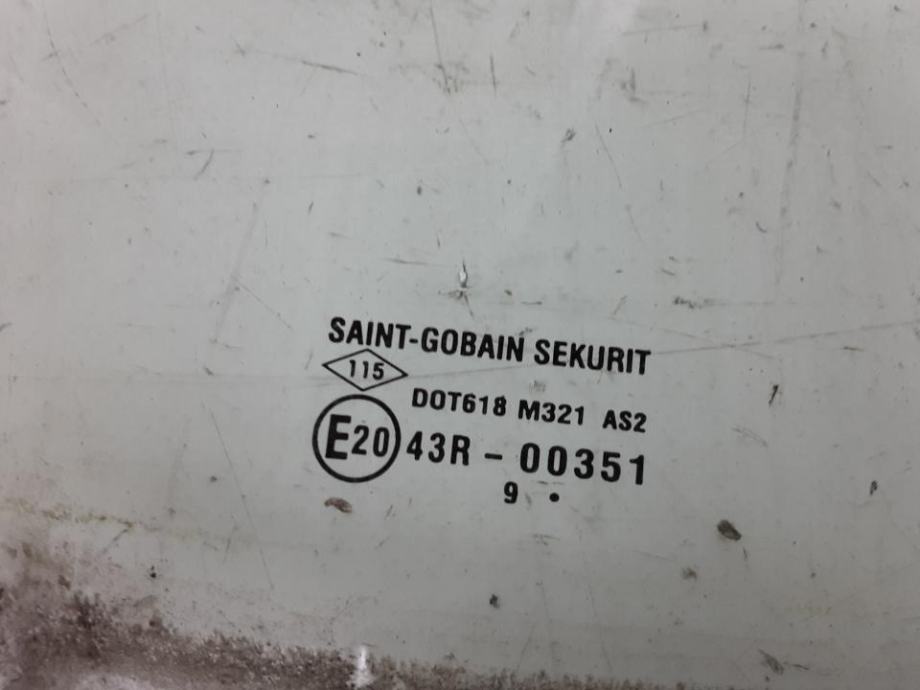 SAINT-GOBAIN SEKURIT
115
DOT618 M321 AS2
E20 43R - 00351
9 •